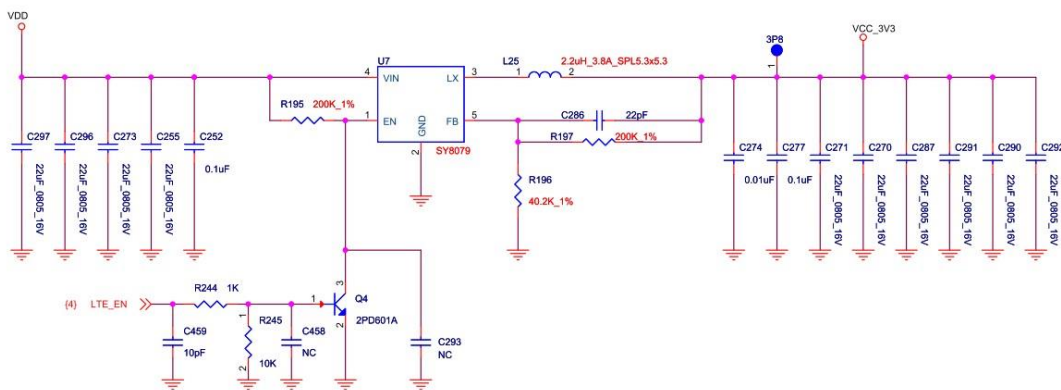 VDD
3P8
VCC_3V3
U7
L25
2.2uH_3.8A_SPL5.3x5.3
4
VIN
LX
3
1
2
1
R195
200K_1%
1
EN
FB
5
C286
22pF
GND
R197
200K_1%
2
SY8079
C297
C296
C273
C255
C252
22uF_0805_16V
22uF_0805_16V
22uF_0805_16V
22uF_0805_16V
0.1uF
R196
40.2K_1%
C274
C277
C271
C270
C287
C291
C290
C292
0.01uF
0.1uF
22uF_0805_16V
22uF_0805_16V
22uF_0805_16V
22uF_0805_16V
22uF_0805_16V
22uF_0805_16V
(4) LTE_EN
R244 1K
3
1
Q4
2PD601A
2
C459
10pF
1
R245
10K
2
C458
NC
C293
NC